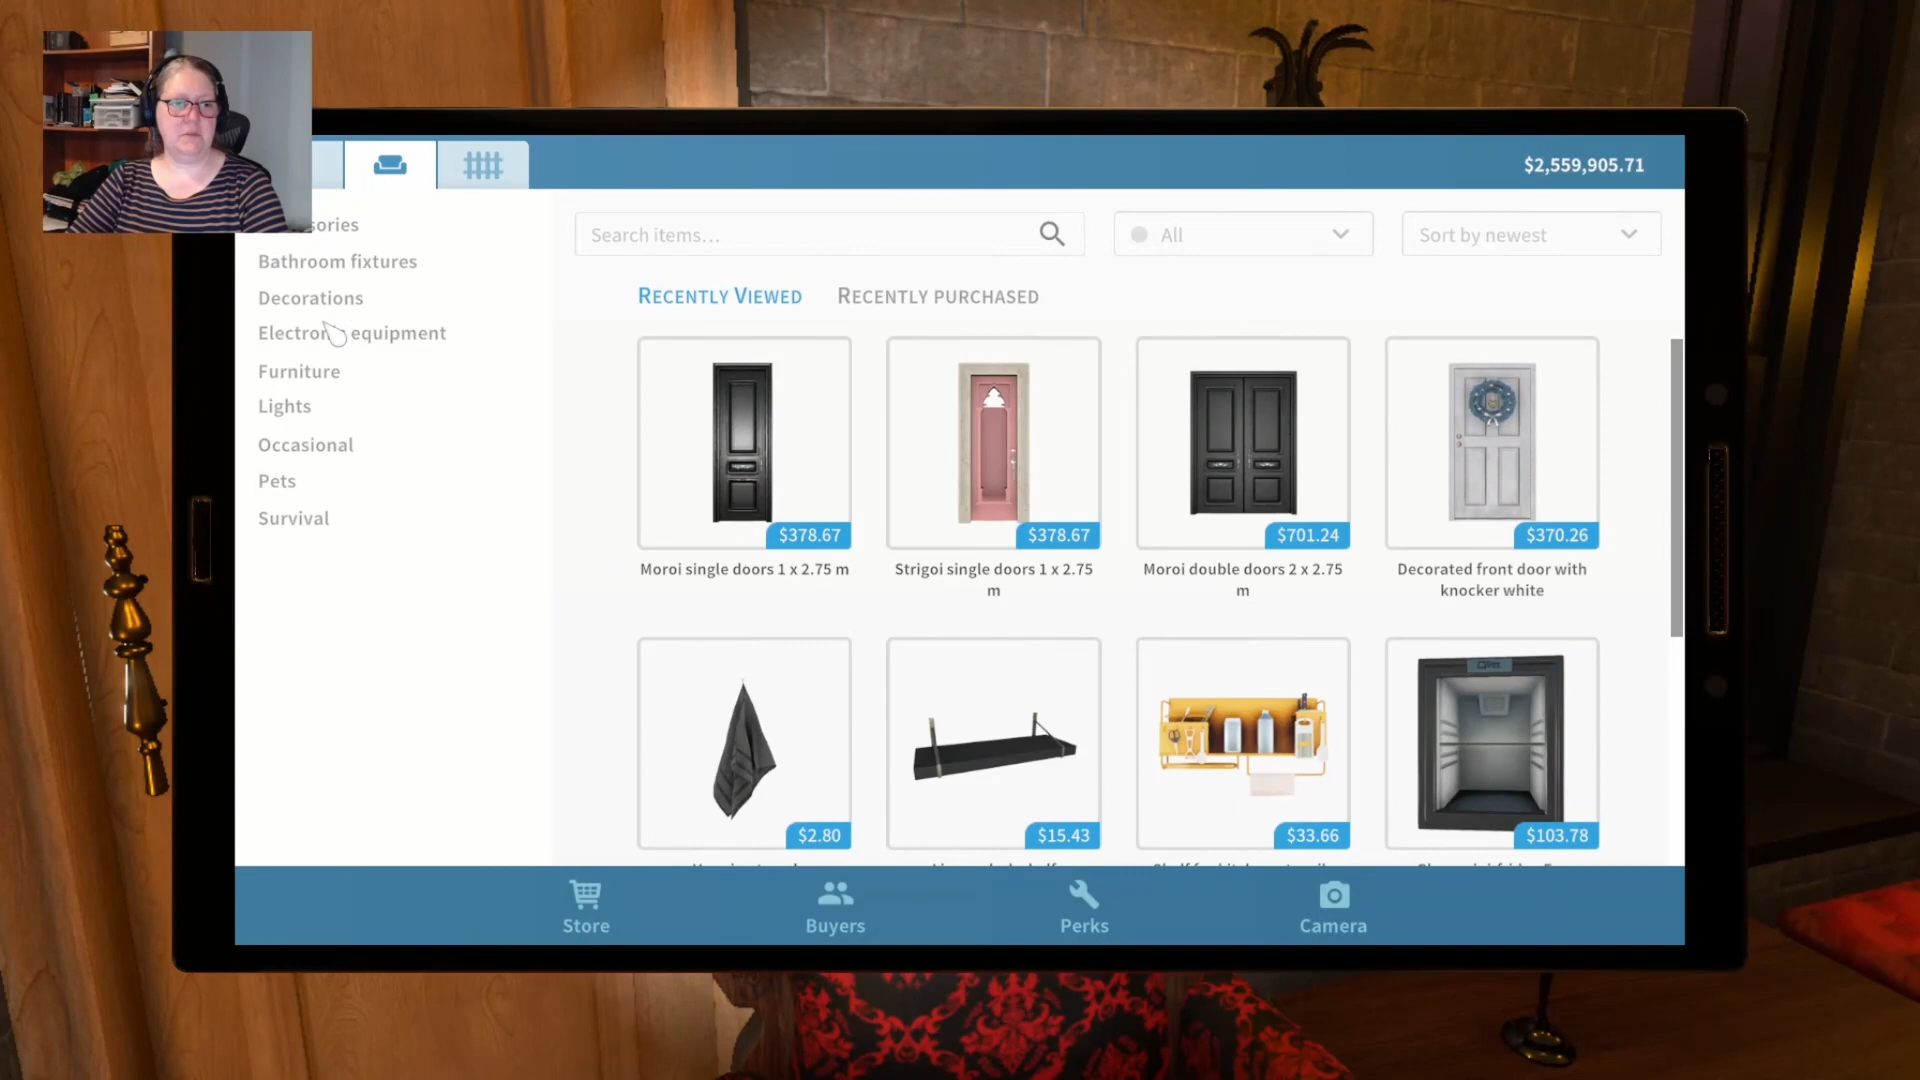 $2,559,905.71
sories
Search items...
All
Sort by newest
Bathroom fixtures
Decorations
RECENTLY VIEWED
RECENTLY PURCHASED
Electron equipment
Furniture
Lights
Occasional
Pets
Survival
$378.67
$378.67
$701.24
$370.26
Moroi single doors 1 x 2.75 m
Strigoi single doors 1 x 2.75
m
Moroi double doors 2 x 2.75
m
Decorated front door with
knocker white
$2.80
$15.43
$33.66
$103.78
Store
Buyers
Perks
Camera